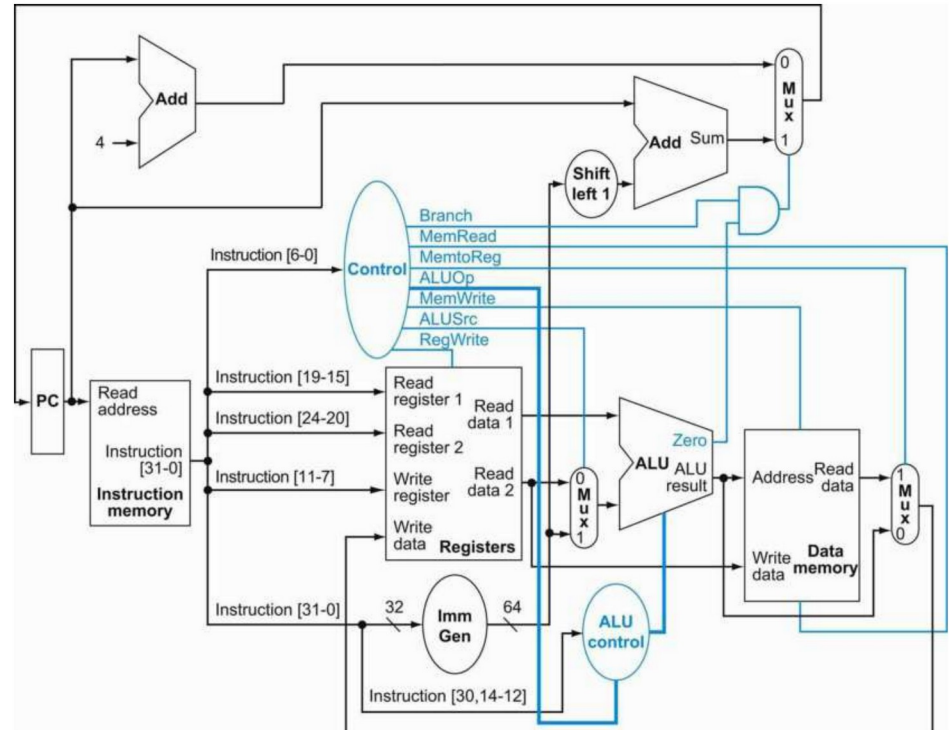 Add
4
0
M
u
x
1
Add Sum
Shift
left 1
Branch
MemRead
MemtoReg
ALUOp
MemWrite
ALUSrc
RegWrite
Control
Instruction [6-0]
PC
Read
address
Instruction
[31-0]
Instruction
memory
Instruction [19-15]
Instruction [24-20]
Instruction [11-7]
Read
register 1
Read
register 2
Write
register
Write
data
Read
data 1
Read
data 2
Registers
0
M
u
x
1
Zero
ALU
ALU
result
Address
Read
data
Write
data
Data
memory
1
M
u
x
0
Instruction [31-0]
32
Imm
Gen
64
ALU
control
Instruction [30,14-12]